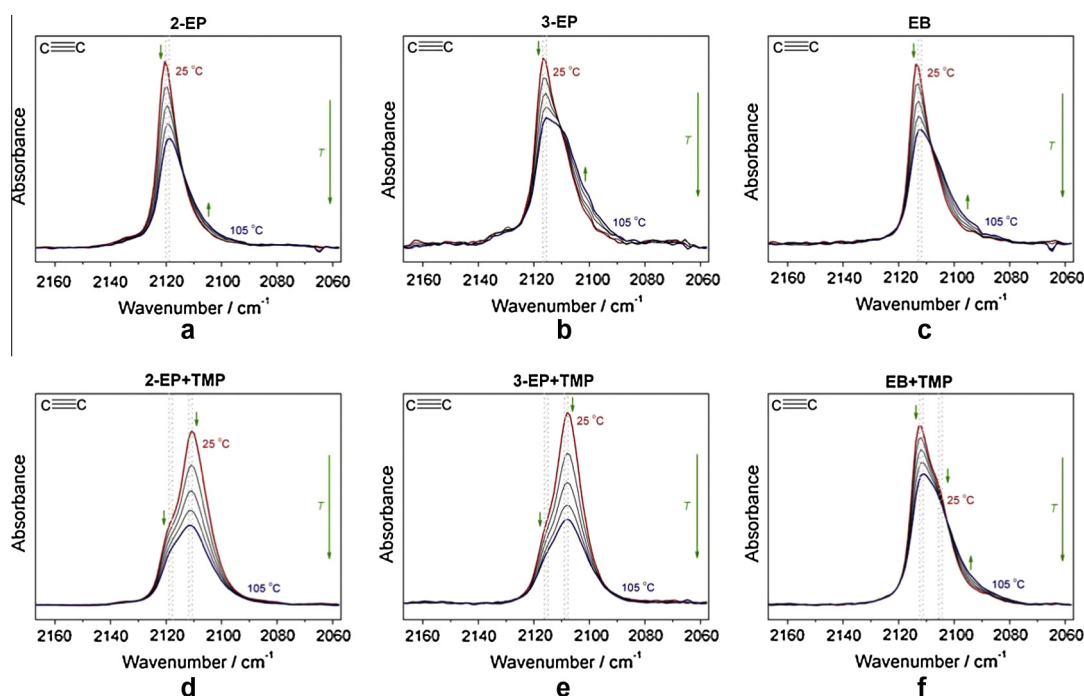 2-EP
C≡C
25 °C
T
105 °C
Absorbance
2160 2140 2120 2100 2080 2060
Wavenumber / cm-1
a
3-EP
C≡C
25 °C
T
105 °C
Absorbance
2160 2140 2120 2100 2080 2060
Wavenumber / cm-1
b
EB
C≡C
25 °C
T
105 °C
Absorbance
2160 2140 2120 2100 2080 2060
Wavenumber / cm-1
c
2-EP+TMP
C≡C
25 °C
T
105 °C
Absorbance
2160 2140 2120 2100 2080 2060
Wavenumber / cm-1
d
3-EP+TMP
C≡C
25 °C
T
105 °C
Absorbance
2160 2140 2120 2100 2080 2060
Wavenumber / cm-1
e
EB+TMP
C≡C
25 °C
T
105 °C
Absorbance
2160 2140 2120 2100 2080 2060
Wavenumber / cm-1
f